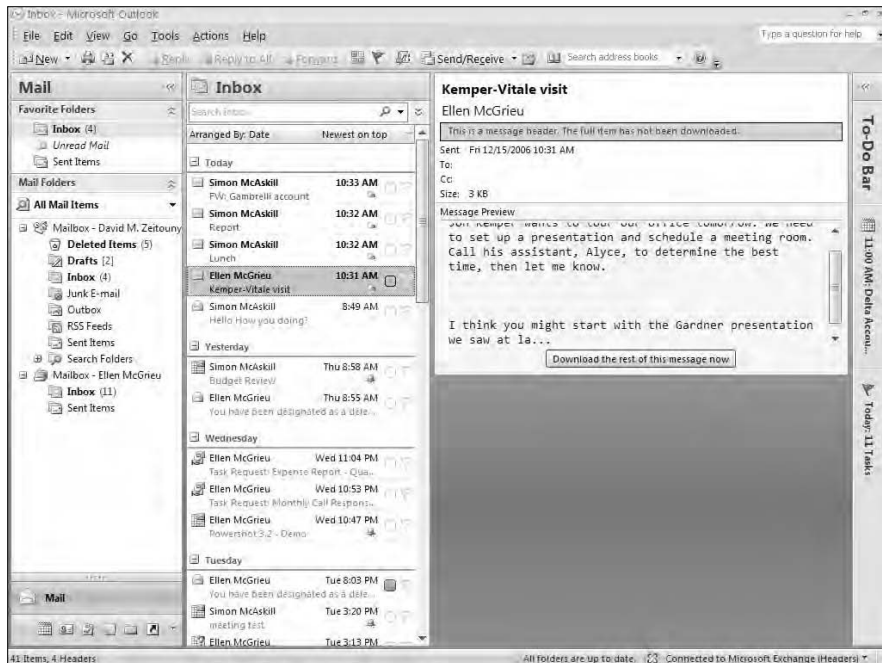 Inbox - Microsoft Outlook
File Edit View Go Tools Actions Help
Type a question for help
New Reply Reply to All Forward Send/Receive Search address books
Mail
Favorite Folders
Inbox (4)
Unread Mail
Sent Items
Mail Folders
All Mail Items
Mailbox - David M. Zeitouny
Deleted Items (5)
Drafts [2]
Inbox (4)
Junk E-mail
Outbox
RSS Feeds
Sent Items
Search Folders
Mailbox - Ellen McGrieu
Inbox (11)
Sent Items
Mail
Inbox
Search Inbox
Arranged By: Date Newest on top
Today
Simon McAskill 10:33 AM
FW: Gambrelli account
Simon McAskill 10:32 AM
Report
Simon McAskill 10:32 AM
Lunch
Ellen McGrieu 10:31 AM
Kemper-Vitale visit
Simon McAskill 8:49 AM
Hello How you doing?
Yesterday
Simon McAskill Thu 8:58 AM
Budget Review
Ellen McGrieu Thu 8:55 AM
You have been designated as a dele...
Wednesday
Ellen McGrieu Wed 11:04 PM
Task Request: Expense Report - Qua...
Ellen McGrieu Wed 10:53 PM
Task Request: Monthly Call Respons...
Ellen McGrieu Wed 10:47 PM
Powershot 3.2 - Demo
Tuesday
Ellen McGrieu Tue 8:03 PM
You have been designated as a dele...
Simon McAskill Tue 3:20 PM
meeting test
Ellen McGrieu Tue 3:13 PM
Kemper-Vitale visit
Ellen McGrieu
This is a message header. The full item has not been downloaded.
Sent: Fri 12/15/2006 10:31 AM
To:
Cc:
Size: 3 KB
Message Preview
Jon Kemper wants to tour our office tomorrow. We need
to set up a presentation and schedule a meeting room.
Call his assistant, Alyce, to determine the best
time, then let me know.
I think you might start with the Gardner presentation
we saw at la...
Download the rest of this message now
To-Do Bar
11:00 AM: Delta Accou...
Today: 11 Tasks
41 Items, 4 Headers
All folders are up to date. Connected to Microsoft Exchange (Headers)